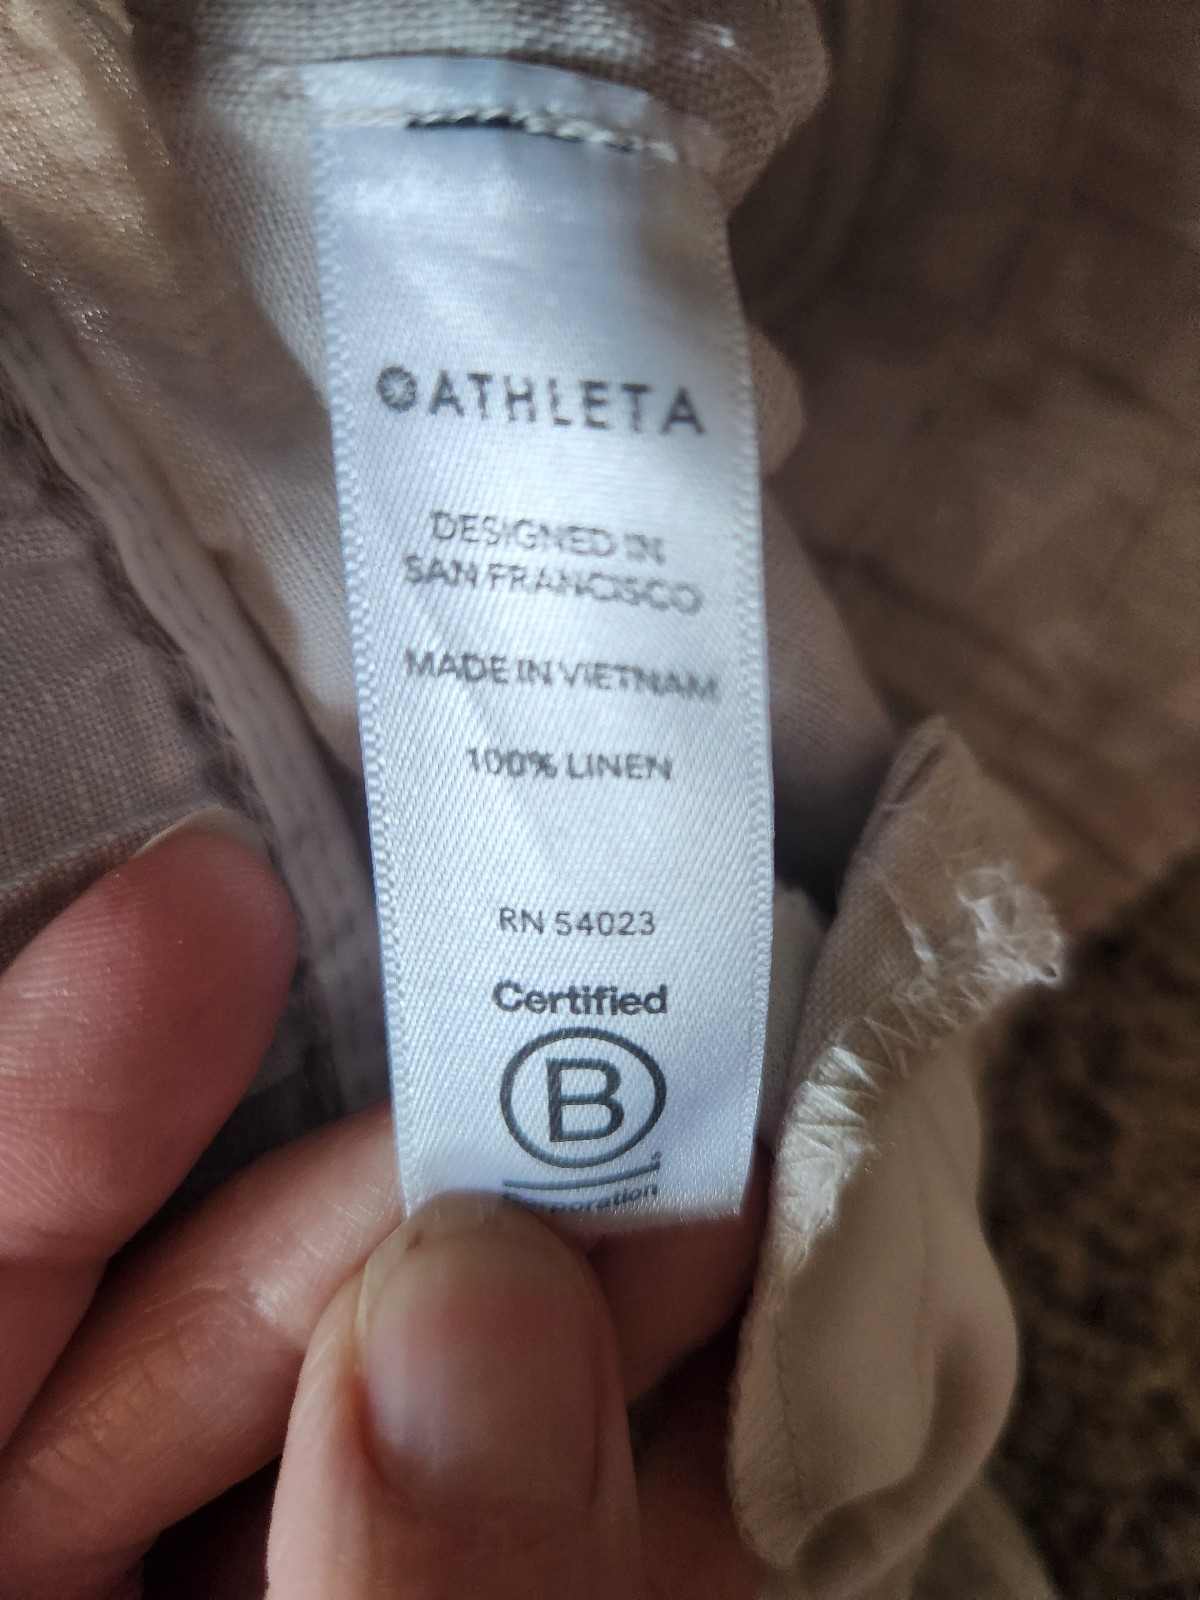 ATHLETA
DESIGNED IN
SAN FRANCISCO
MADE IN VIETNAM
100% LINEN
RN 54023
Certified
B